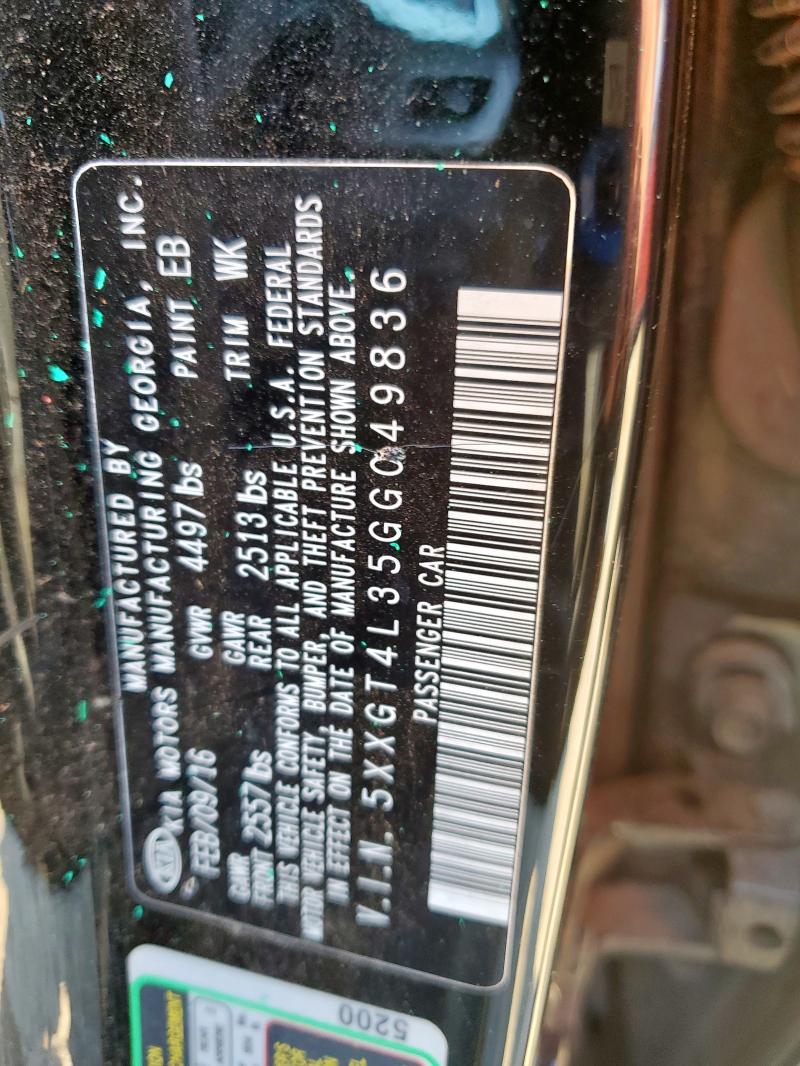 MANUFACTURED BY
KIA MOTORS MANUFACTURING GEORGIA, INC.
FEB/09/16 GVWR 4497 lbs PAINT EB
GAWR GAWR
FRONT 2557 lbs REAR 2513 lbs TRIM WK
THIS VEHICLE CONFORMS TO ALL APPLICABLE U.S.A. FEDERAL
MOTOR VEHICLE SAFETY, BUMPER, AND THEFT PREVENTION STANDARDS
IN EFFECT ON THE DATE OF MANUFACTURE SHOWN ABOVE.
V.I.N. 5XXGT4L35GG049836
PASSENGER CAR
5200